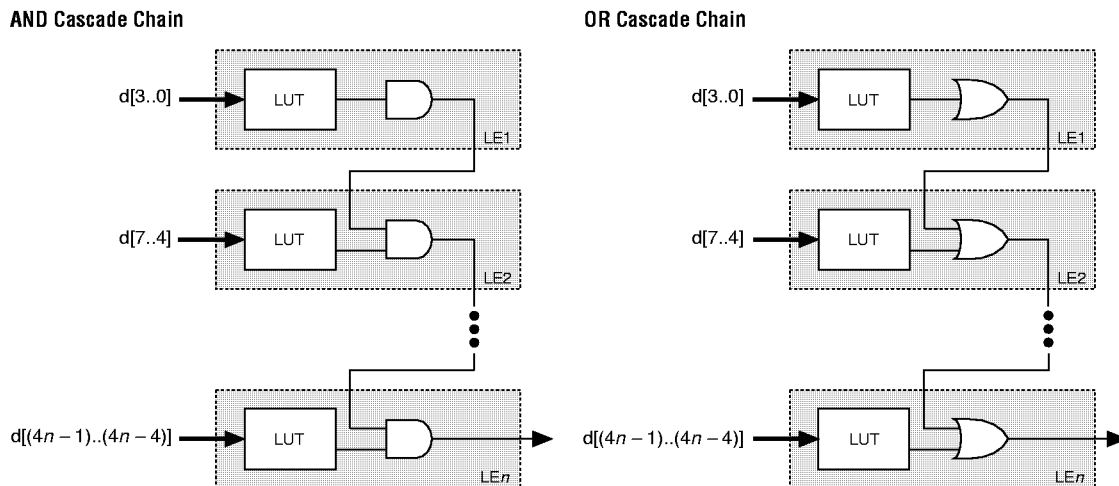 AND Cascade Chain
OR Cascade Chain
d[3..0]
LUT
LE1
d[7..4]
LUT
LE2
d[(4n – 1)..(4n – 4)]
LUT
LEn
d[3..0]
LUT
LE1
d[7..4]
LUT
LE2
d[(4n – 1)..(4n – 4)]
LUT
LEn